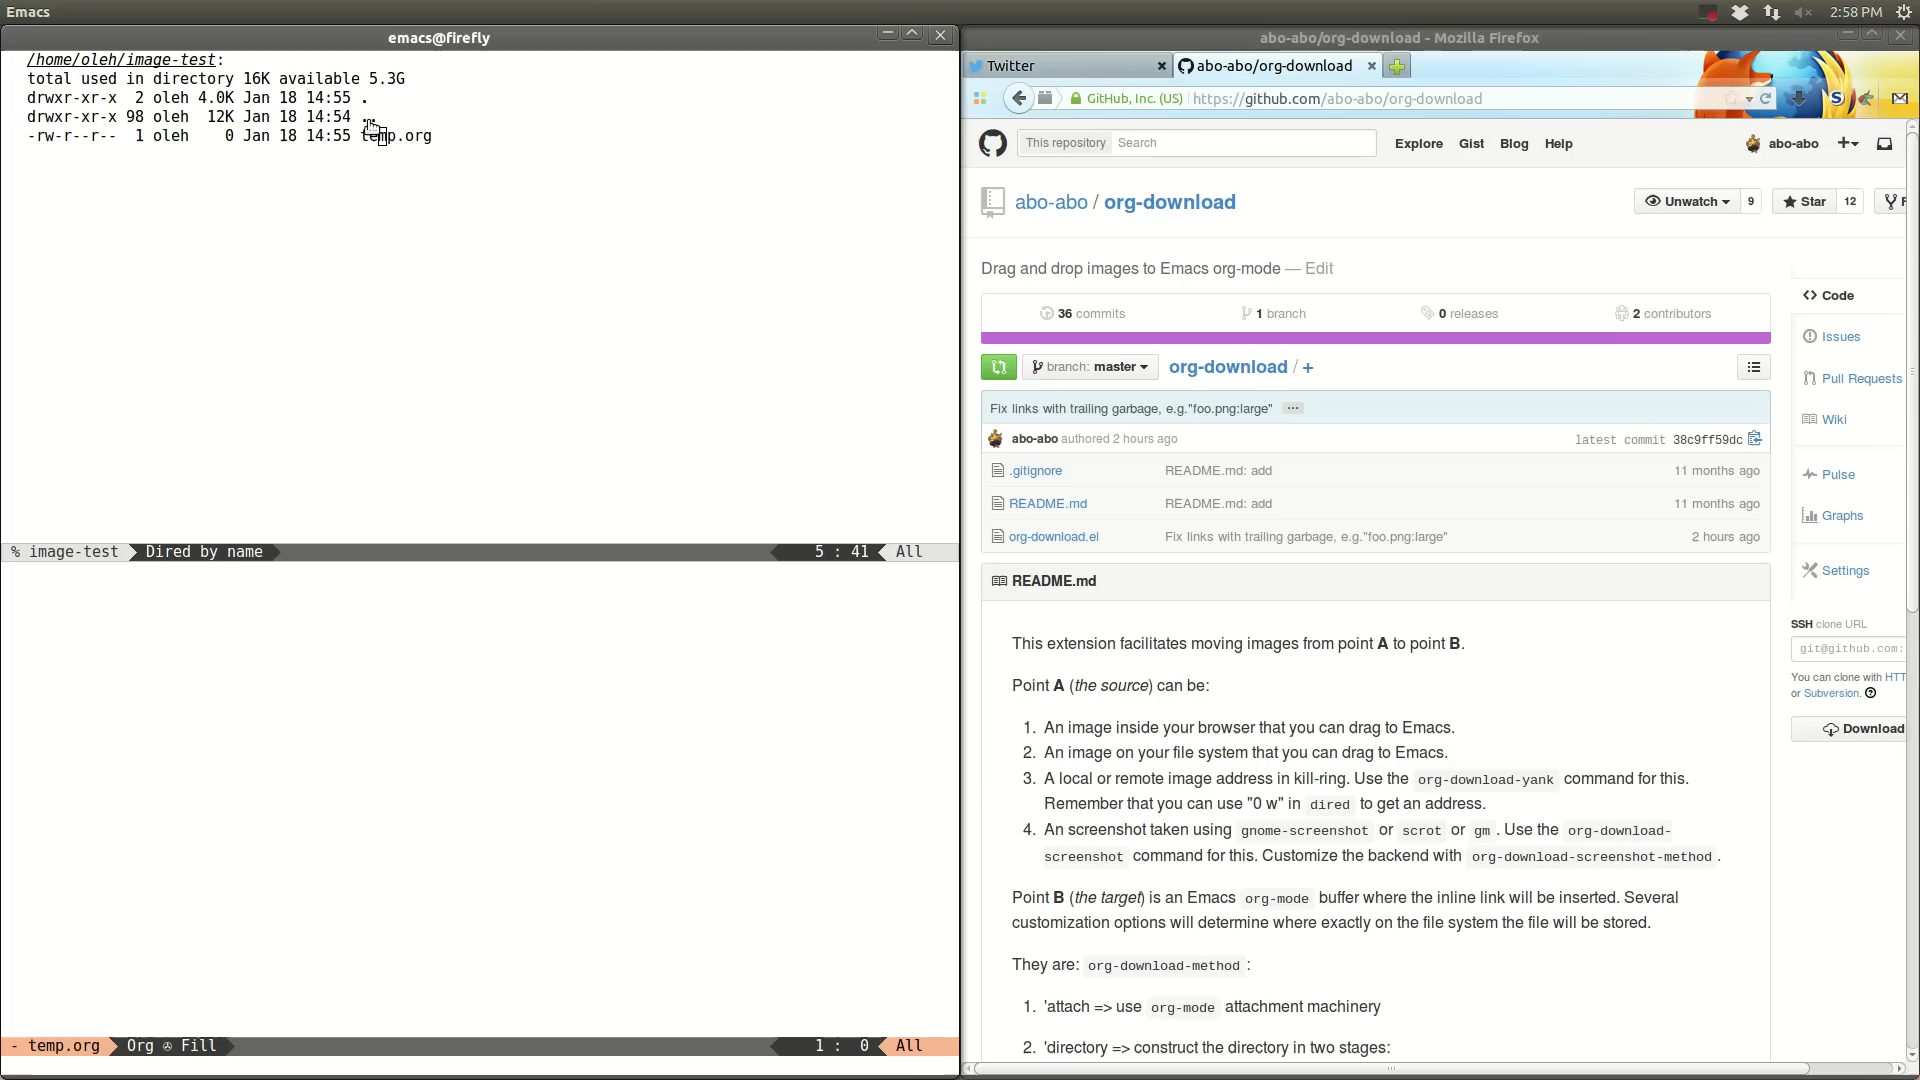 Emacs
2:58 PM
emacs@firefly
/home/oleh/image-test:
total used in directory 16K available 5.3G
drwxr-xr-x  2 oleh 4.0K Jan 18 14:55 .
drwxr-xr-x 98 oleh  12K Jan 18 14:54 ..
-rw-r--r--  1 oleh    0 Jan 18 14:55 temp.org
% image-test Dired by name 5 : 41 All
- temp.org Org Fill 1 : 0 All
abo-abo/org-download - Mozilla Firefox
Twitter abo-abo/org-download
GitHub, Inc. (US) https://github.com/abo-abo/org-download
This repository Search Explore Gist Blog Help abo-abo
abo-abo / org-download Unwatch 9 Star 12 F
Drag and drop images to Emacs org-mode — Edit
36 commits 1 branch 0 releases 2 contributors
branch: master org-download / +
Fix links with trailing garbage, e.g."foo.png:large" ...
abo-abo authored 2 hours ago latest commit 38c9ff59dc
.gitignore README.md: add 11 months ago
README.md README.md: add 11 months ago
org-download.el Fix links with trailing garbage, e.g."foo.png:large" 2 hours ago
README.md
This extension facilitates moving images from point A to point B.
Point A (the source) can be:
1. An image inside your browser that you can drag to Emacs.
2. An image on your file system that you can drag to Emacs.
3. A local or remote image address in kill-ring. Use the org-download-yank command for this.
Remember that you can use "0 w" in dired to get an address.
4. An screenshot taken using gnome-screenshot or scrot or gm . Use the org-download-
screenshot command for this. Customize the backend with org-download-screenshot-method .
Point B (the target) is an Emacs org-mode buffer where the inline link will be inserted. Several
customization options will determine where exactly on the file system the file will be stored.
They are: org-download-method :
1. 'attach => use org-mode attachment machinery
2. 'directory => construct the directory in two stages:
Code
Issues
Pull Requests
Wiki
Pulse
Graphs
Settings
SSH clone URL
git@github.com:
You can clone with HTT
or Subversion.
Download